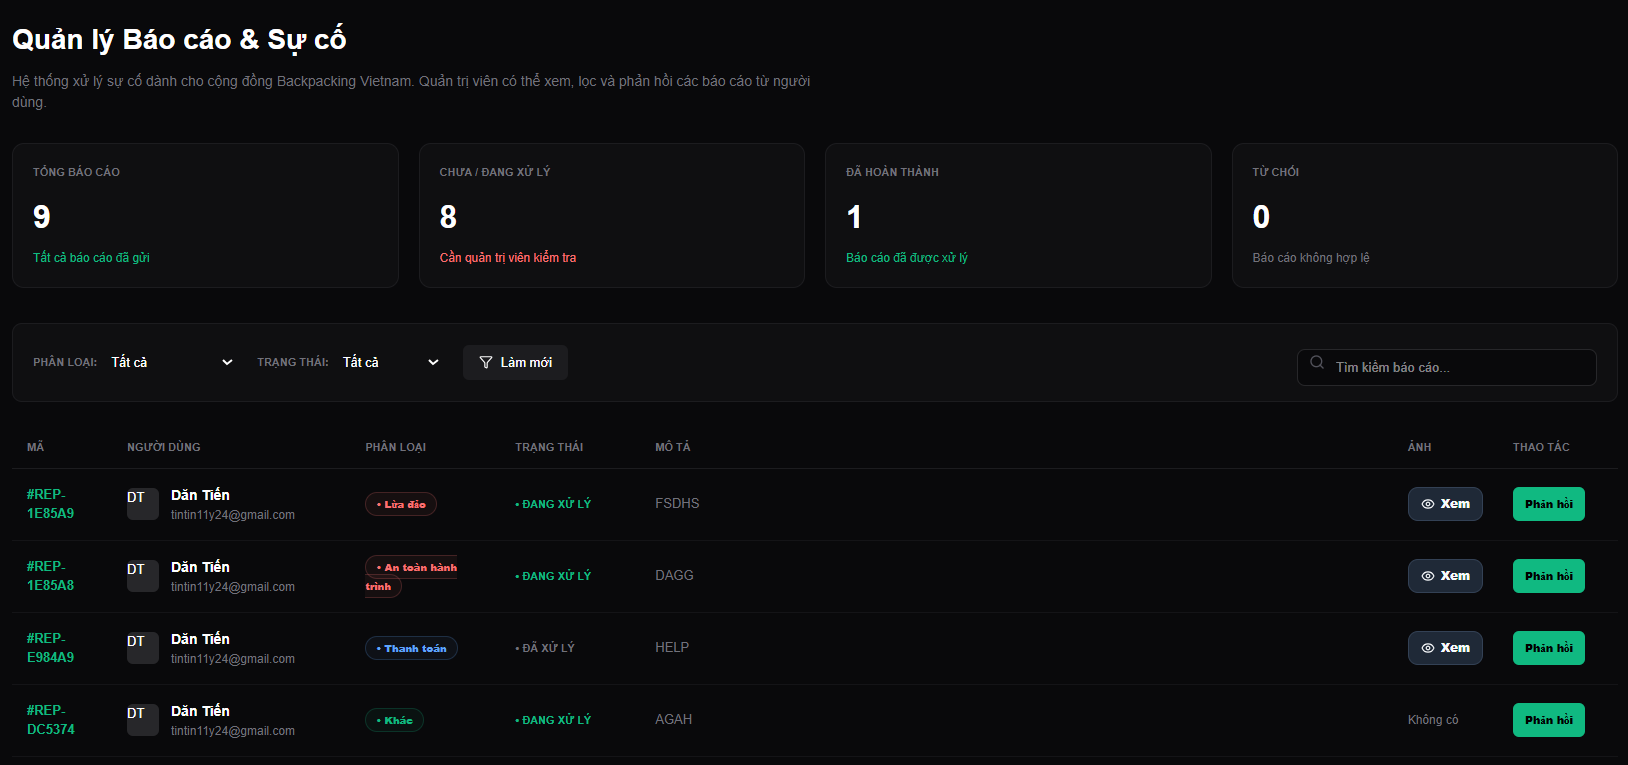 Quản lý Báo cáo & Sự cố
Hệ thống xử lý sự cố dành cho cộng đồng Backpacking Vietnam. Quản trị viên có thể xem, lọc và phản hồi các báo cáo từ người
dùng.
TỔNG BÁO CÁO
CHƯA / ĐANG XỬ LÝ
ĐÃ HOÀN THÀNH
TỪ CHỐI
9
8
1
0
Tất cả báo cáo đã gửi
Cần quản trị viên kiểm tra
Báo cáo đã được xử lý
Báo cáo không hợp lệ
PHÂN LOẠI: Tất cả TRẠNG THÁI: Tất cả Làm mới Tìm kiếm báo cáo...
MÃ NGƯỜI DÙNG PHÂN LOẠI TRẠNG THÁI MÔ TẢ ẢNH THAO TÁC
#REP-
1E85A9
DT
Dăn Tiến
tintin11y24@gmail.com
• Lừa đảo
• ĐANG XỬ LÝ
FSDHS
Xem
Phản hồi
#REP-
1E85A8
DT
Dăn Tiến
tintin11y24@gmail.com
• An toàn hành
trình
• ĐANG XỬ LÝ
DAGG
Xem
Phản hồi
#REP-
E984A9
DT
Dăn Tiến
tintin11y24@gmail.com
• Thanh toán
• ĐÃ XỬ LÝ
HELP
Xem
Phản hồi
#REP-
DC5374
DT
Dăn Tiến
tintin11y24@gmail.com
• Khác
• ĐANG XỬ LÝ
AGAH
Không có
Phản hồi